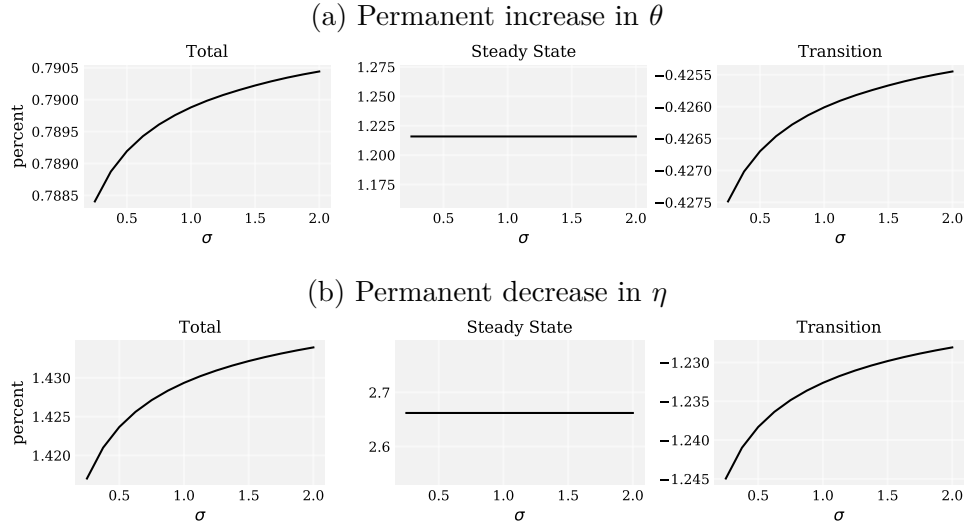 (a) Permanent increase in θ
Total
Steady State
Transition
percent
0.7905
0.7900
0.7895
0.7890
0.7885
0.5 1.0 1.5 2.0
σ
1.275
1.250
1.225
1.200
1.175
0.5 1.0 1.5 2.0
σ
−0.4255
−0.4260
−0.4265
−0.4270
−0.4275
0.5 1.0 1.5 2.0
σ
(b) Permanent decrease in η
Total
Steady State
Transition
percent
1.430
1.425
1.420
0.5 1.0 1.5 2.0
σ
2.7
2.6
0.5 1.0 1.5 2.0
σ
−1.230
−1.235
−1.240
−1.245
0.5 1.0 1.5 2.0
σ